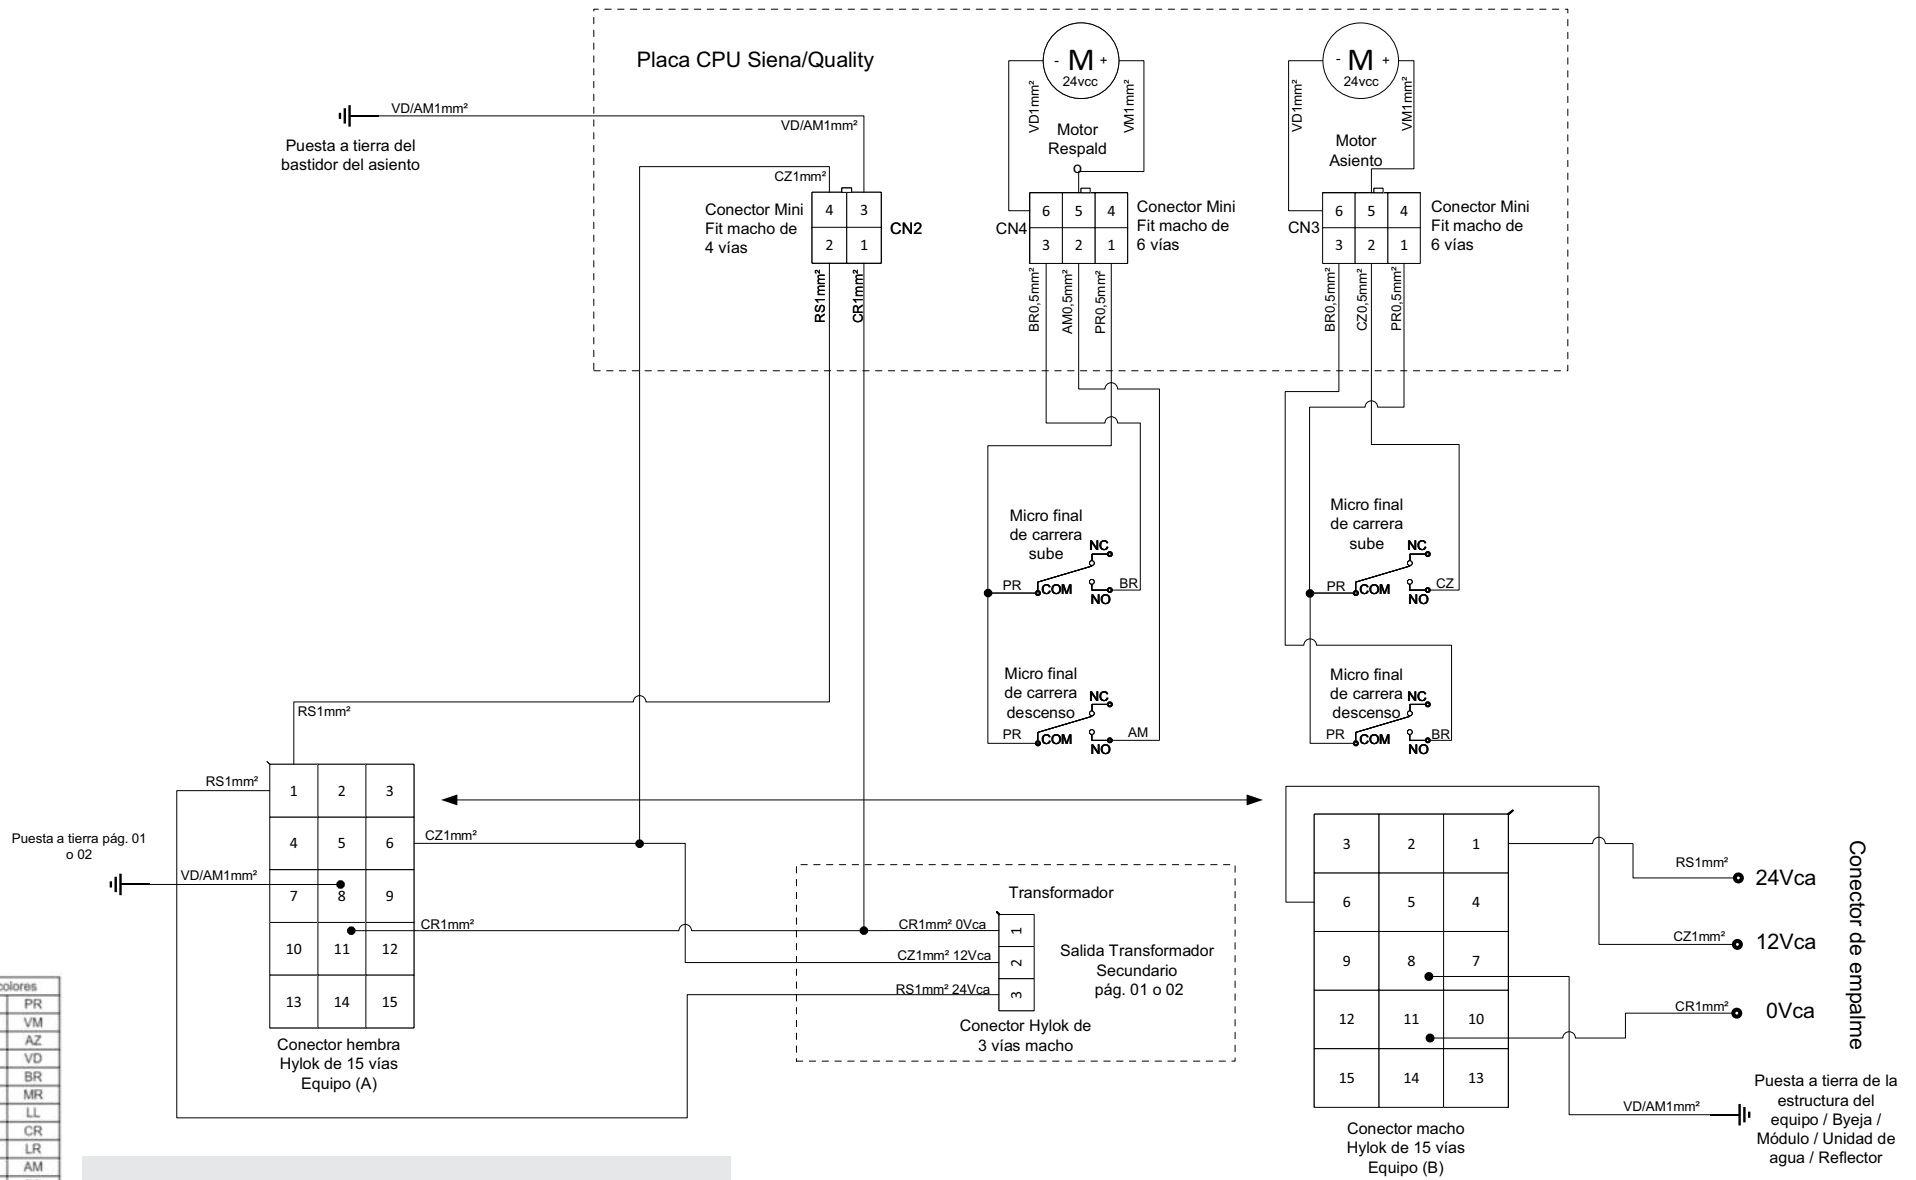 Placa CPU Siena/Quality
- M +
24vcc
VD1mm²
VM1mm²
Motor
Respald
o
- M +
24vcc
VD1mm²
VM1mm²
Motor
Asiento
VD/AM1mm²
VD/AM1mm²
Puesta a tierra del
bastidor del asiento
CZ1mm²
Conector Mini
Fit macho de
4 vías
4 3
2 1
CN2
RS1mm²
CR1mm²
CN4
6 5 4
3 2 1
Conector Mini
Fit macho de
6 vías
BR0,5mm²
AM0,5mm²
PR0,5mm²
CN3
6 5 4
3 2 1
Conector Mini
Fit macho de
6 vías
BR0,5mm²
CZ0,5mm²
PR0,5mm²
Micro final
de carrera
sube
NC
PR COM NO BR
Micro final
de carrera
sube
NC
PR COM NO CZ
Micro final
de carrera
descenso
NC
PR COM NO AM
Micro final
de carrera
descenso
NC
PR COM NO BR
RS1mm²
RS1mm²
1 2 3
4 5 6
7 8 9
10 11 12
13 14 15
CZ1mm²
Puesta a tierra pág. 01
o 02
VD/AM1mm²
CR1mm²
Conector hembra
Hylok de 15 vías
Equipo (A)
Transformador
CR1mm² 0Vca
CZ1mm² 12Vca
RS1mm² 24Vca
1
2
3
Salida Transformador
Secundario
pág. 01 o 02
Conector Hylok de
3 vías macho
3 2 1
6 5 4
9 8 7
12 11 10
15 14 13
Conector macho
Hylok de 15 vías
Equipo (B)
RS1mm² 24Vca
CZ1mm² 12Vca
CR1mm² 0Vca
Conector de empalme
VD/AM1mm²
Puesta a tierra de la
estructura del
equipo / Byeja /
Módulo / Unidad de
agua / Reflector
colores
PR
VM
AZ
VD
BR
MR
LL
CR
LR
AM